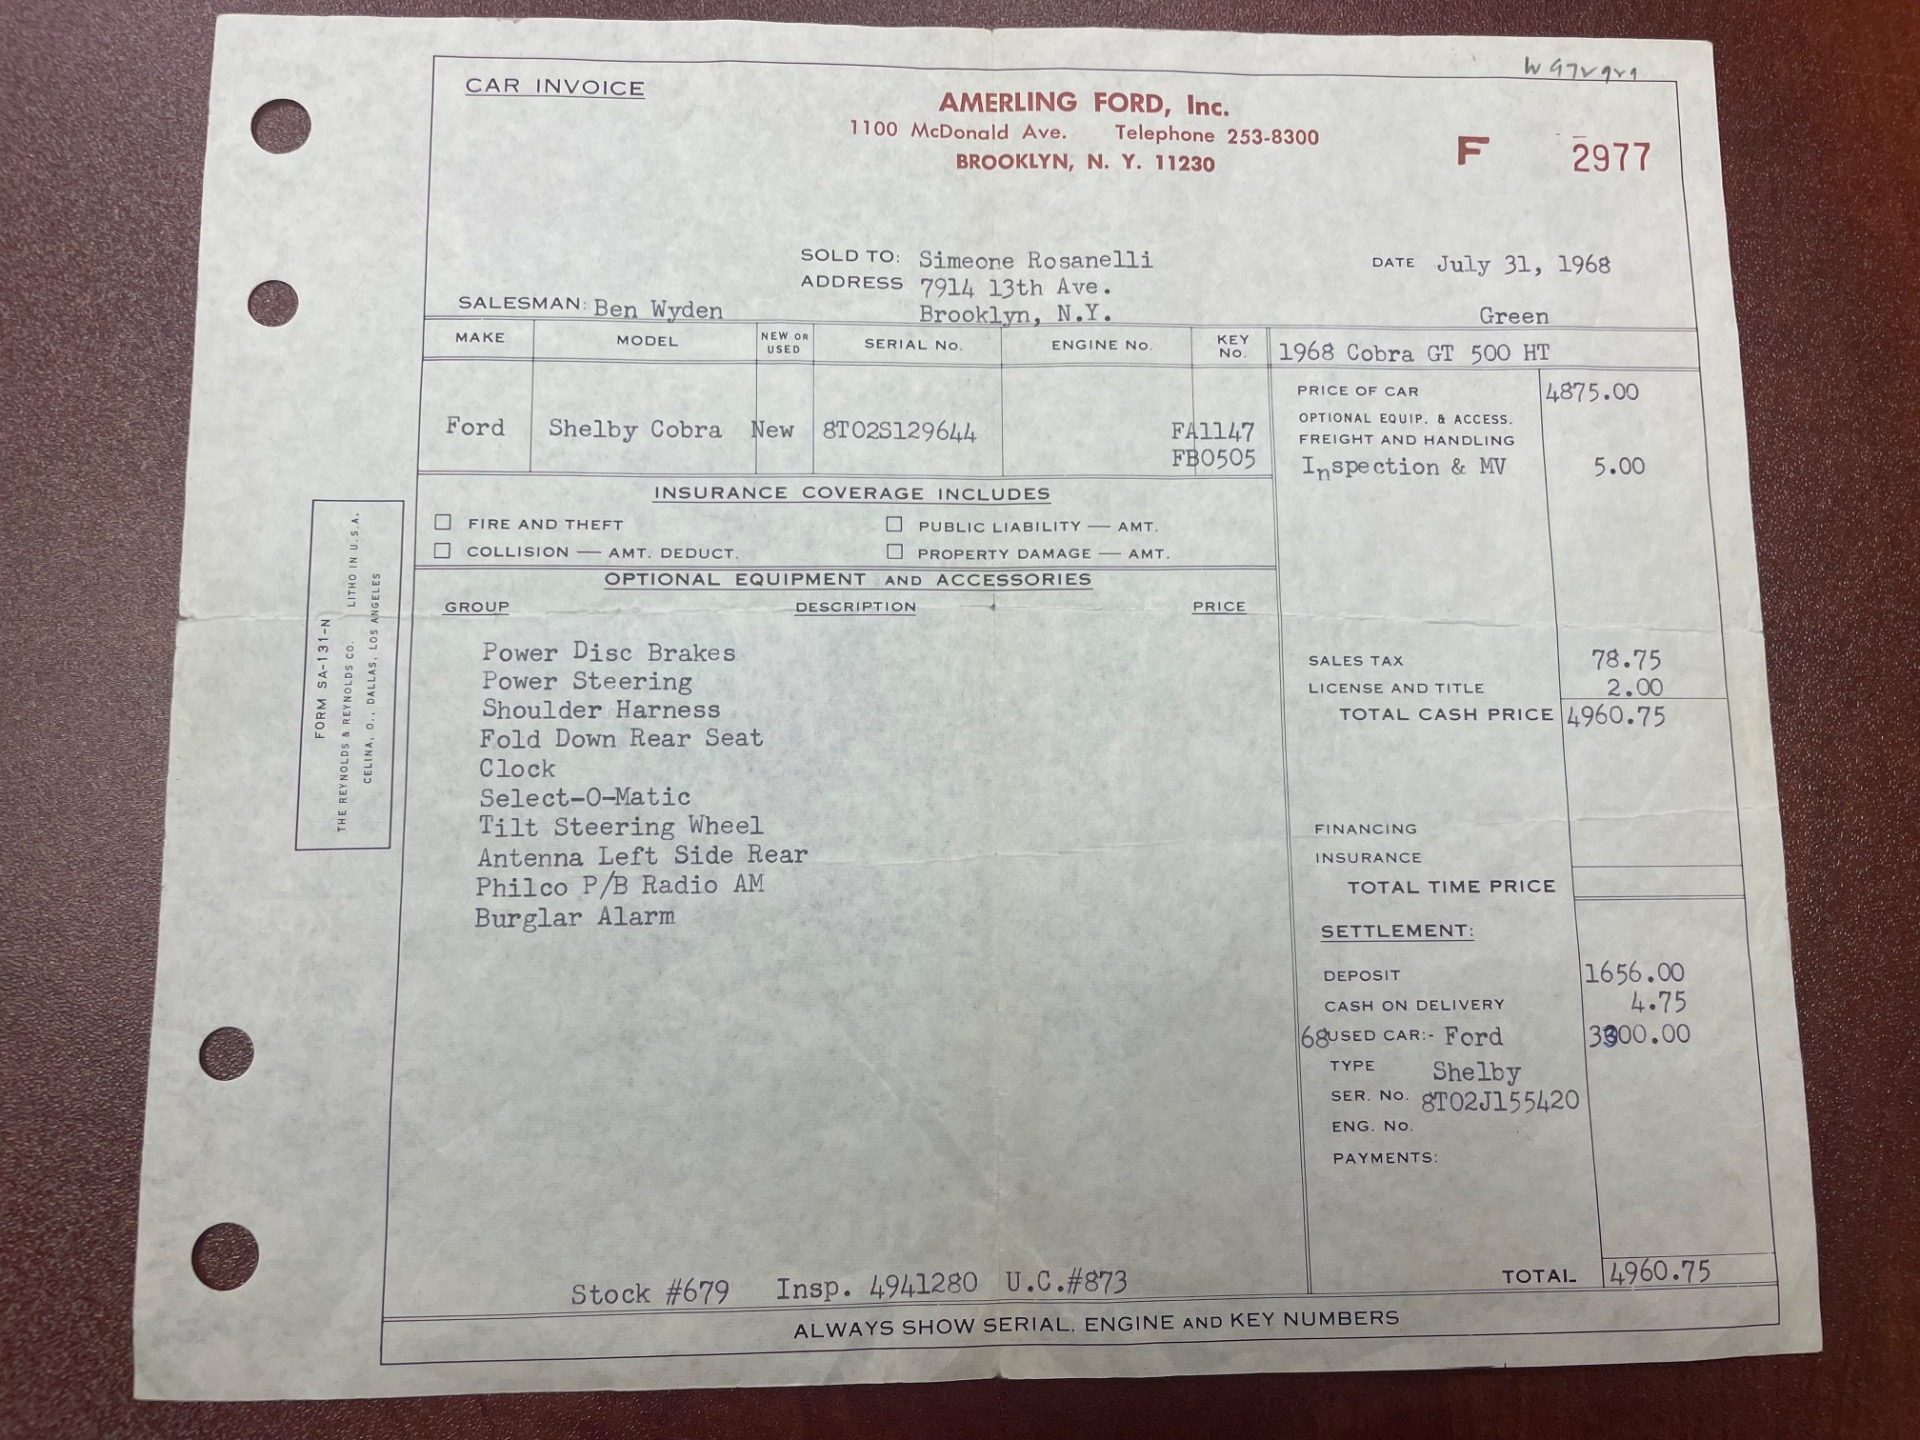 W 972929
CAR INVOICE
AMERLING FORD, Inc.
1100 McDonald Ave. Telephone 253-8300
BROOKLYN, N. Y. 11230
F 2977
SOLD TO: Simeone Rosanelli
DATE July 31, 1968
ADDRESS 7914 13th Ave.
SALESMAN: Ben Wyden
Brooklyn, N.Y.
Green
MAKE MODEL NEW OR USED SERIAL No. ENGINE No. KEY No.
1968 Cobra GT 500 HT
Ford Shelby Cobra New 8T02S129644 FA1147
FB0505
PRICE OF CAR 4875.00
OPTIONAL EQUIP. & ACCESS.
FREIGHT AND HANDLING
Inspection & MV 5.00
INSURANCE COVERAGE INCLUDES
FIRE AND THEFT PUBLIC LIABILITY — AMT.
COLLISION — AMT. DEDUCT. PROPERTY DAMAGE — AMT.
OPTIONAL EQUIPMENT AND ACCESSORIES
GROUP DESCRIPTION PRICE
Power Disc Brakes
Power Steering
Shoulder Harness
Fold Down Rear Seat
Clock
Select-O-Matic
Tilt Steering Wheel
Antenna Left Side Rear
Philco P/B Radio AM
Burglar Alarm
SALES TAX 78.75
LICENSE AND TITLE 2.00
TOTAL CASH PRICE 4960.75
FINANCING
INSURANCE
TOTAL TIME PRICE
SETTLEMENT:
DEPOSIT 1656.00
CASH ON DELIVERY 4.75
68 USED CAR:- Ford 3300.00
TYPE Shelby
SER. No. 8T02J155420
ENG. No.
PAYMENTS:
TOTAL 4960.75
Stock #679 Insp. 4941280 U.C.#873
ALWAYS SHOW SERIAL, ENGINE AND KEY NUMBERS
FORM SA-131-N
THE REYNOLDS & REYNOLDS CO. LITHO IN U.S.A.
CELINA, O., DALLAS, LOS ANGELES